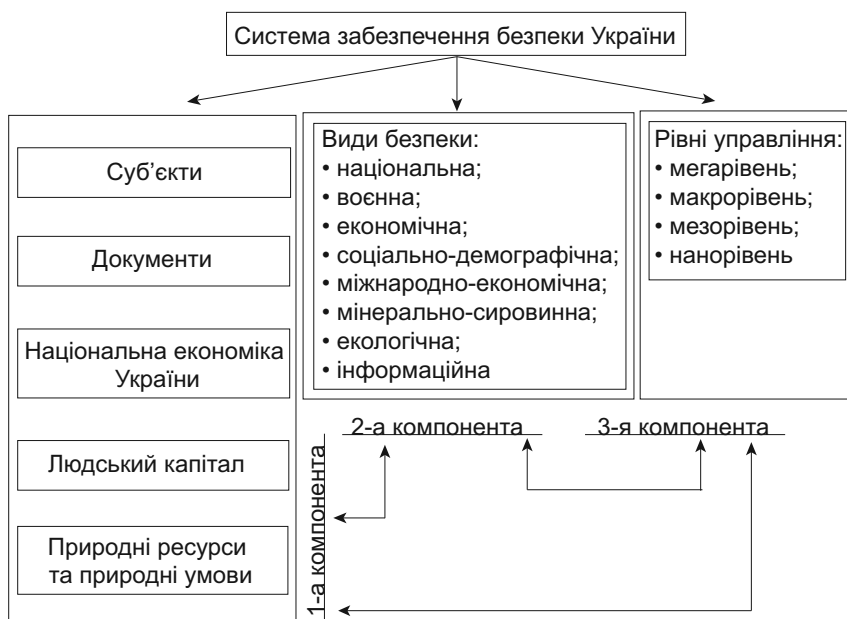 Система забезпечення безпеки України
Суб’єкти
Документи
Національна економіка
України
Людський капітал
Природні ресурси
та природні умови
Види безпеки:
• національна;
• воєнна;
• економічна;
• соціально-демографічна;
• міжнародно-економічна;
• мінерально-сировинна;
• екологічна;
• інформаційна
Рівні управління:
• мегарівень;
• макрорівень;
• мезорівень;
• нанорівень
2-а компонента
3-я компонента
1-а компонента